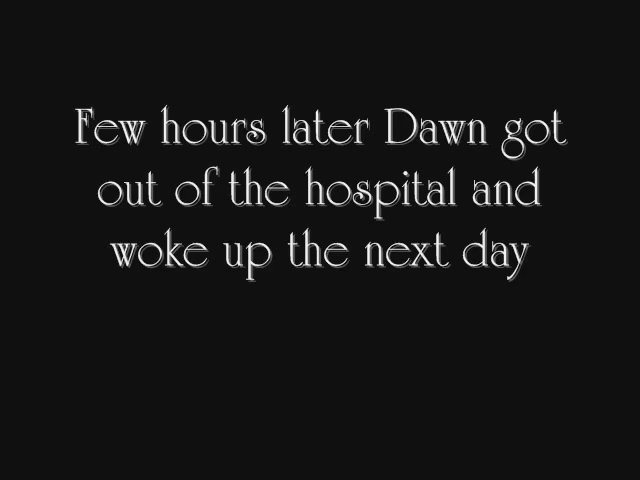 Few hours later Dawn got
out of the hospital and
woke up the next day